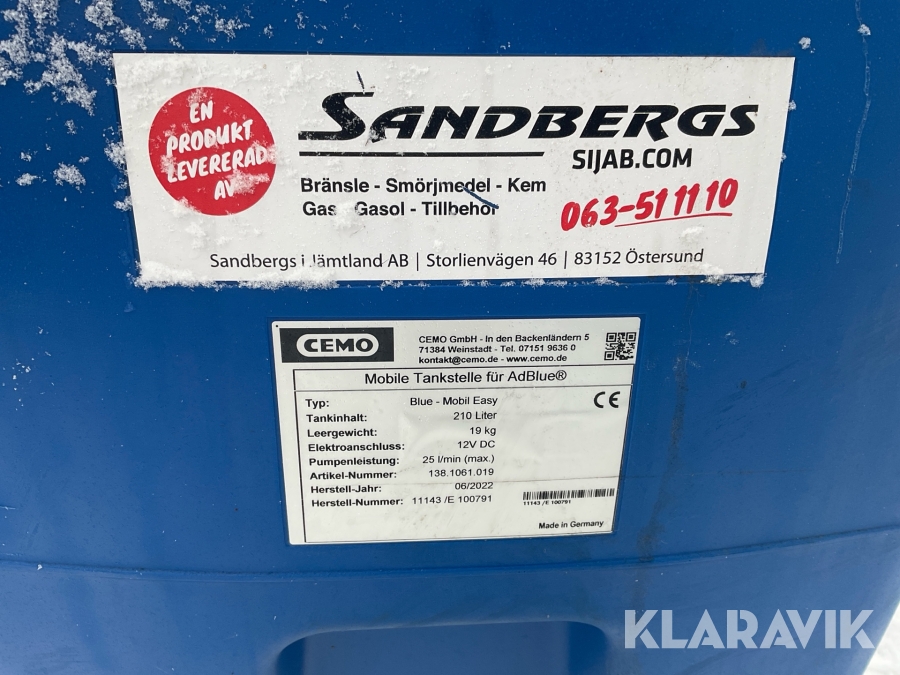 EN
PRODUKT
LEVERERAD
AV
SANDBERGS
SIJAB.COM
Bränsle - Smörjmedel - Kem
Gas - Gasol - Tillbehör
063-51 11 10
Sandbergs i Jämtland AB | Storlienvägen 46 | 83152 Östersund
CEMO
CEMO GmbH - In den Backenländern 5
71384 Weinstadt - Tel. 07151 9636 0
kontakt@cemo.de - www.cemo.de
Mobile Tankstelle für AdBlue®
Typ: Blue - Mobil Easy
CE
Tankinhalt: 210 Liter
Leergewicht: 19 kg
Elektroanschluss: 12V DC
Pumpenleistung: 25 l/min (max.)
Artikel-Nummer: 138.1061.019
Herstell-Jahr: 06/2022
Herstell-Nummer: 11143 /E 100791
11143 /E 100791
Made in Germany
KLARAVIK